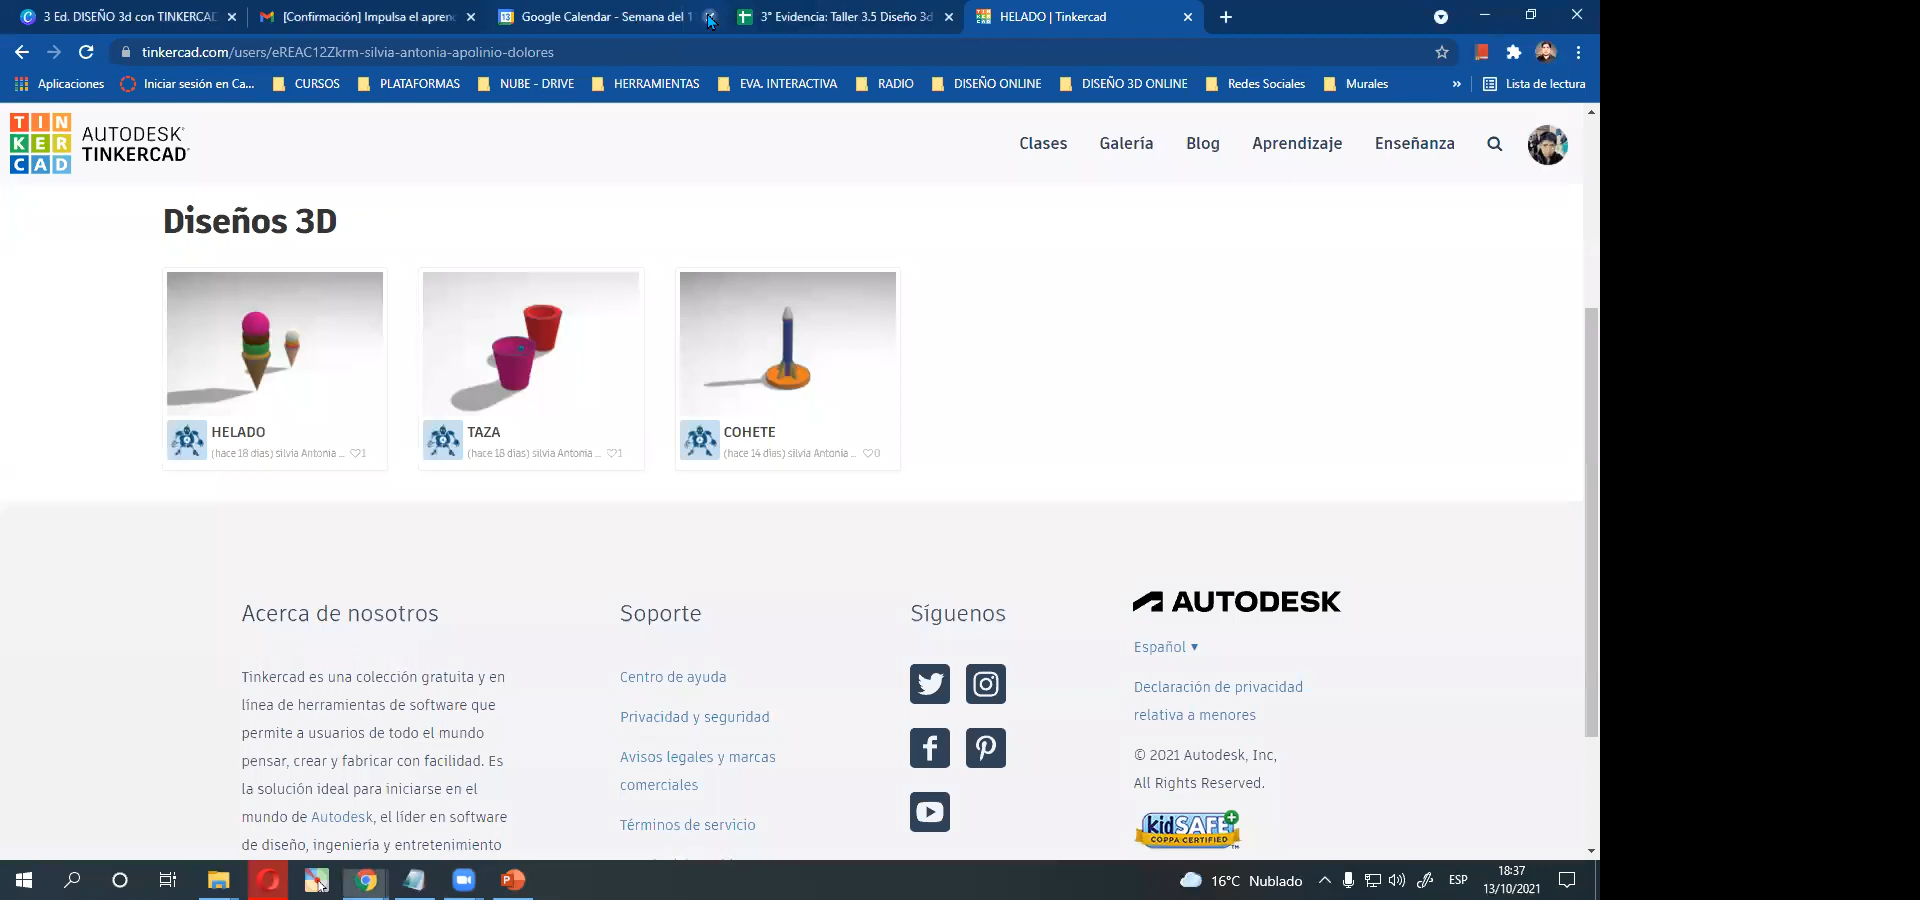 3 Ed. DISEÑO 3d con TINKERCAD
[Confirmación] Impulsa el aprend
Google Calendar - Semana del 1
3° Evidencia: Taller 3.5 Diseño 3d
HELADO | Tinkercad
tinkercad.com/users/eREAC12Zkrm-silvia-antonia-apolinio-dolores
Aplicaciones
Iniciar sesión en Ca...
CURSOS
PLATAFORMAS
NUBE - DRIVE
HERRAMIENTAS
EVA. INTERACTIVA
RADIO
DISEÑO ONLINE
DISEÑO 3D ONLINE
Redes Sociales
Murales
»
Lista de lectura
TIN
KER
CAD
AUTODESK®
TINKERCAD®
Clases
Galería
Blog
Aprendizaje
Enseñanza
Diseños 3D
HELADO
(hace 18 días) silvia Antonia ... ♡1
TAZA
(hace 18 días) silvia Antonia ... ♡1
COHETE
(hace 14 días) silvia Antonia ... ♡0
Acerca de nosotros
Tinkercad es una colección gratuita y en
línea de herramientas de software que
permite a usuarios de todo el mundo
pensar, crear y fabricar con facilidad. Es
la solución ideal para iniciarse en el
mundo de Autodesk, el líder en software
de diseño, ingeniería y entretenimiento
Soporte
Centro de ayuda
Privacidad y seguridad
Avisos legales y marcas
comerciales
Términos de servicio
Síguenos
AUTODESK
Español ▾
Declaración de privacidad
relativa a menores
© 2021 Autodesk, Inc,
All Rights Reserved.
kidSAFE
COPPA CERTIFIED
16°C Nublado
ESP
18:37
13/10/2021